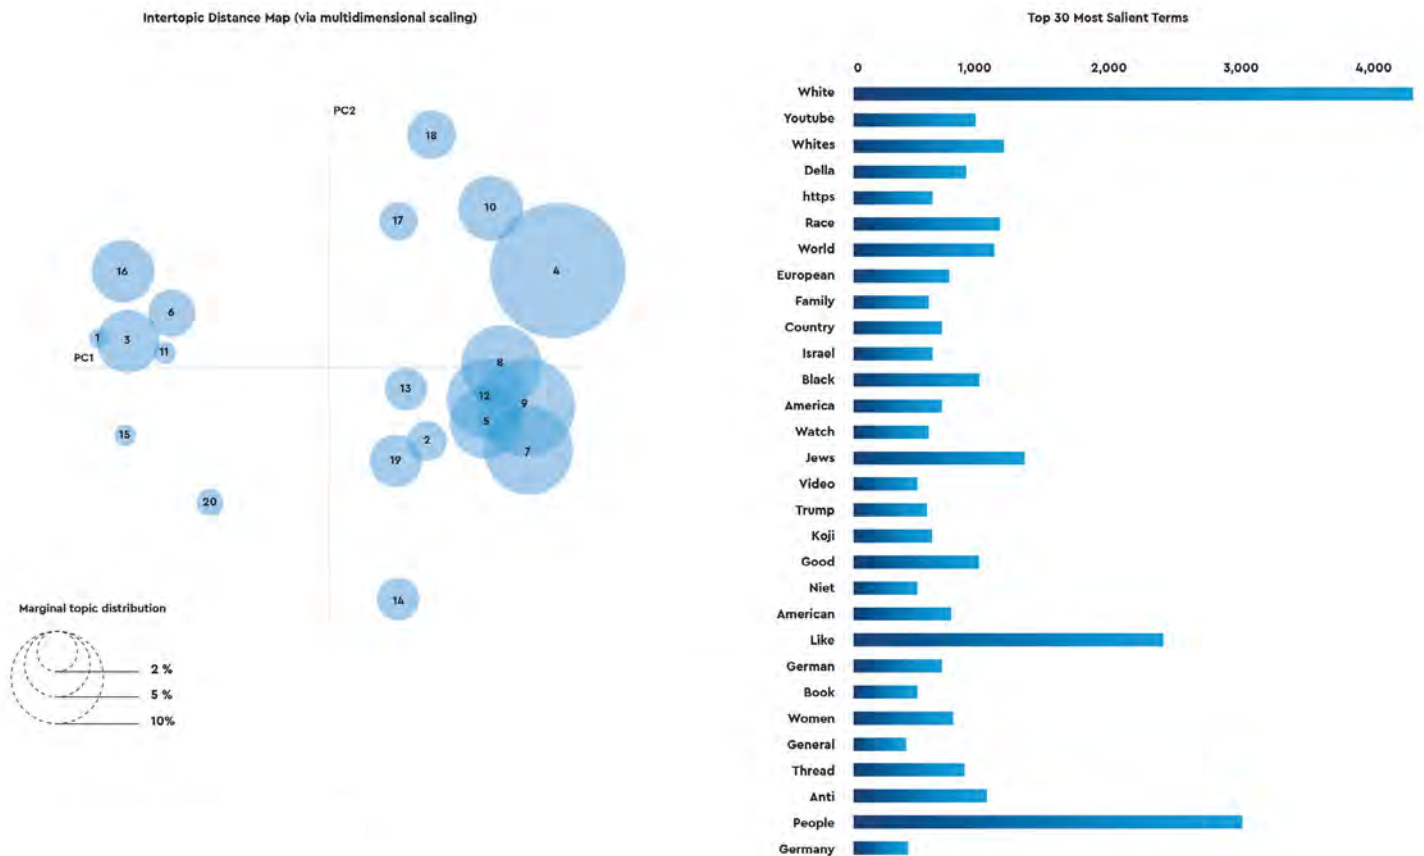 Intertopic Distance Map (via multidimensional scaling)
PC2
18
10
17
4
16
6
1
3
11
PC1
8
13
12
9
5
2
7
19
15
20
14
Marginal topic distribution
2 %
5 %
10%
Top 30 Most Salient Terms
0 1,000 2,000 3,000 4,000
White
Youtube
Whites
Della
https
Race
World
European
Family
Country
Israel
Black
America
Watch
Jews
Video
Trump
Koji
Good
Niet
American
Like
German
Book
Women
General
Thread
Anti
People
Germany